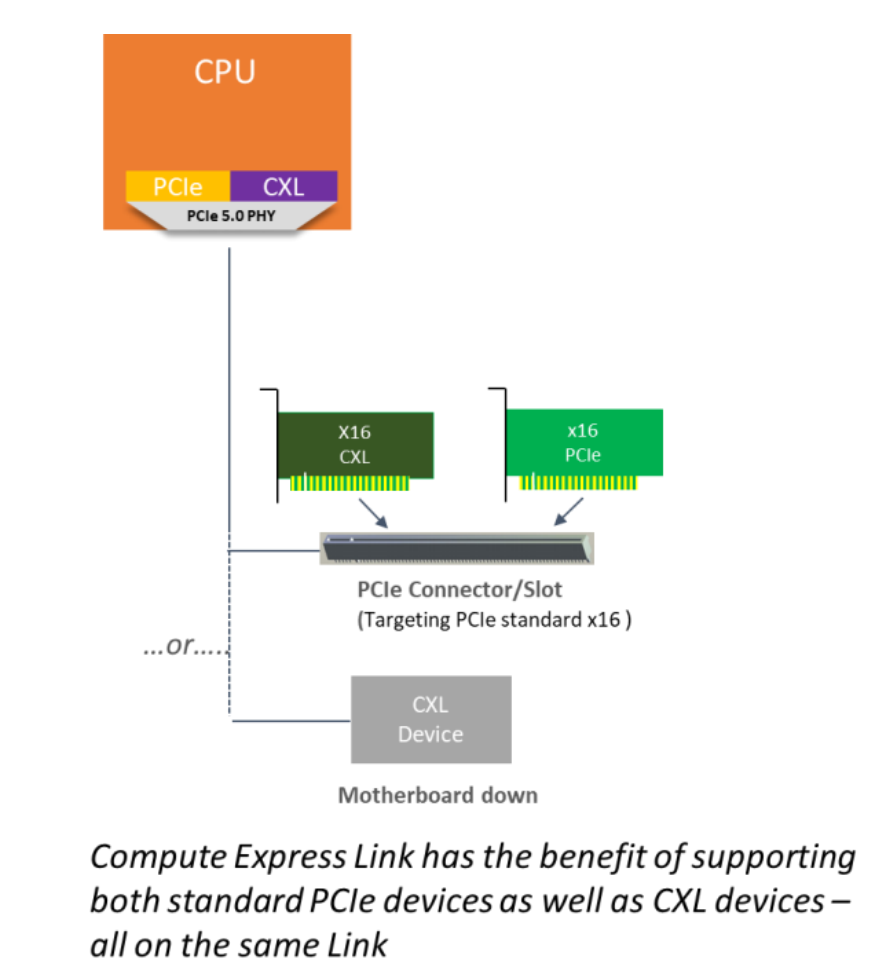 CPU
PCIe CXL
PCIe 5.0 PHY
X16
CXL
x16
PCIe
PCIe Connector/Slot
(Targeting PCIe standard x16 )
...or.....
CXL
Device
Motherboard down
Compute Express Link has the benefit of supporting
both standard PCIe devices as well as CXL devices –
all on the same Link